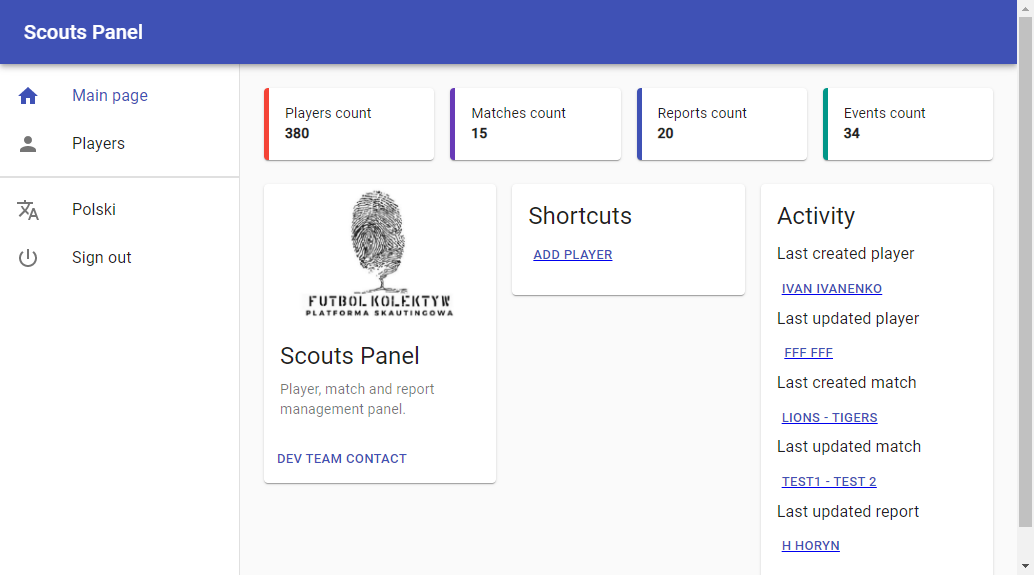 Scouts Panel
Main page
Players
Polski
Sign out
Players count
380
Matches count
15
Reports count
20
Events count
34
FUTBOL KOLEKTYW
PLATFORMA SKAUTINGOWA
Scouts Panel
Player, match and report
management panel.
DEV TEAM CONTACT
Shortcuts
ADD PLAYER
Activity
Last created player
IVAN IVANENKO
Last updated player
FFF FFF
Last created match
LIONS - TIGERS
Last updated match
TEST1 - TEST 2
Last updated report
H HORYN